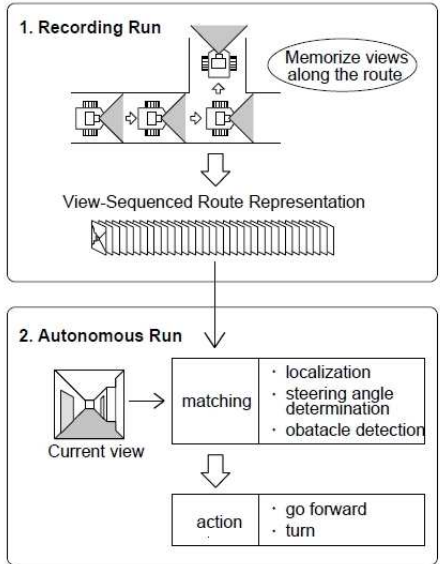 1. Recording Run
Memorize views
along the route
View-Sequenced Route Representation
2. Autonomous Run
Current view
matching
· localization
· steering angle
determination
· obatacle detection
action
· go forward
· turn